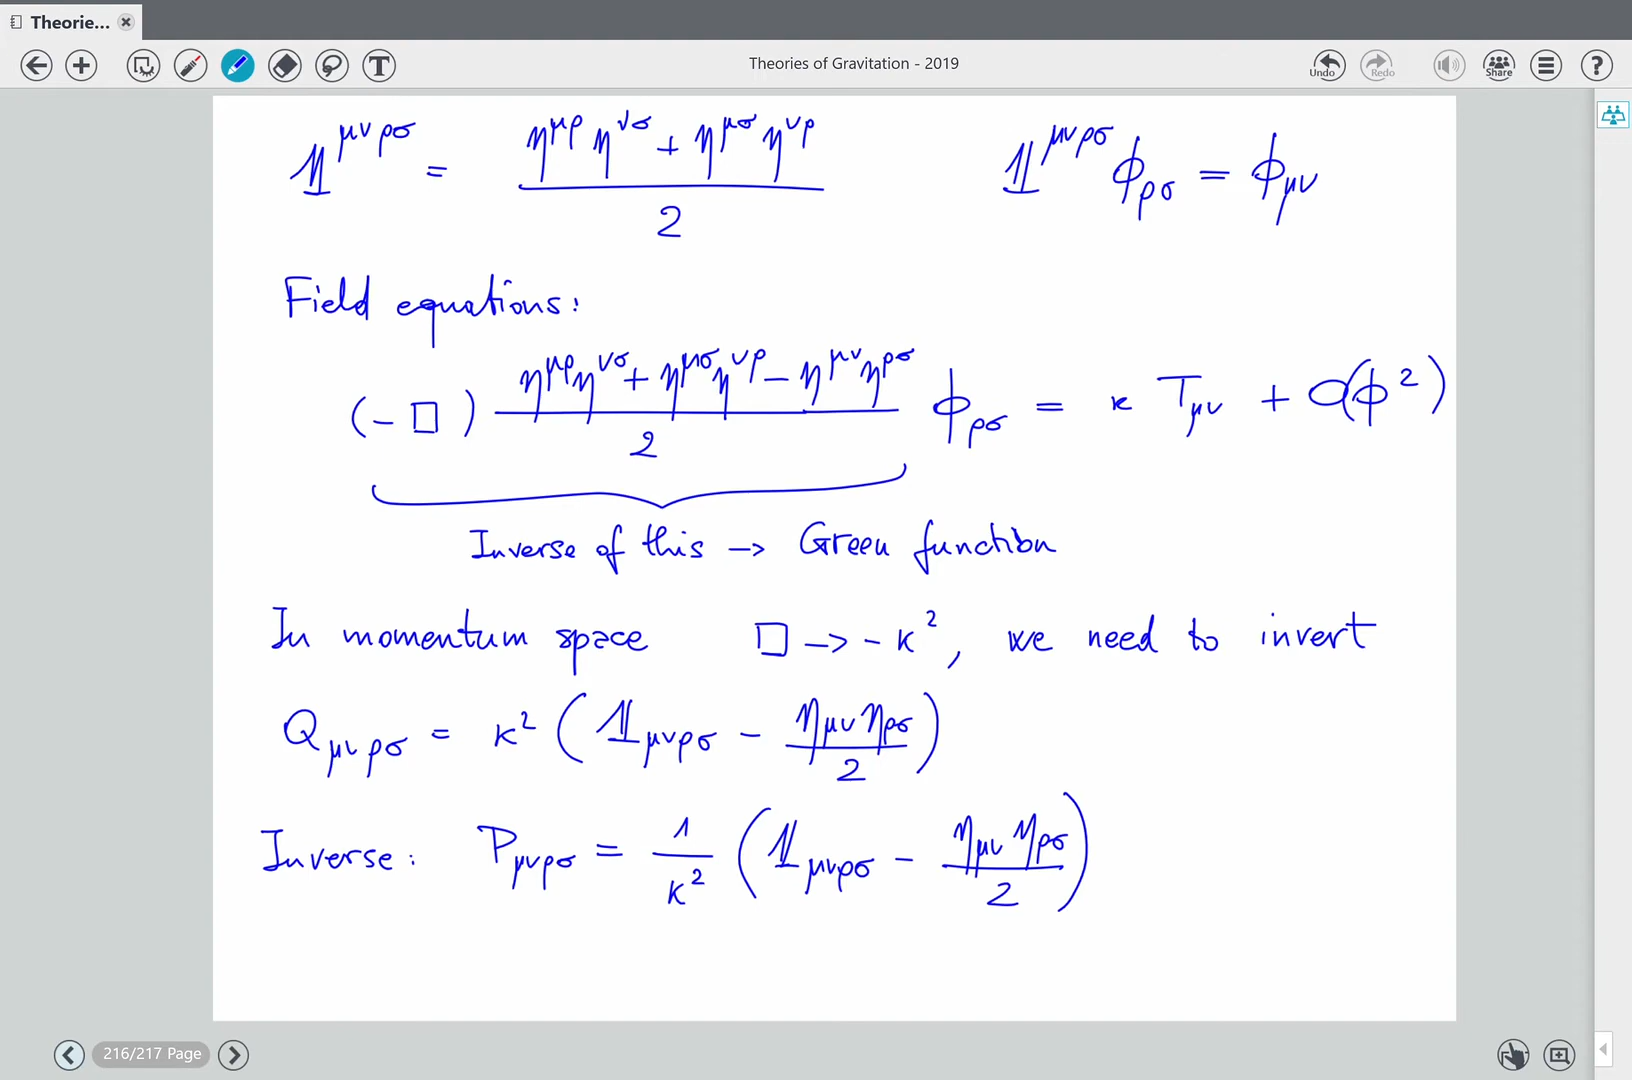 Theorie...
Theories of Gravitation - 2019
Undo Redo Share
𝟙^{μνρσ} = (η^{μρ} η^{νσ} + η^{μσ} η^{νρ}) / 2    𝟙^{μνρσ} ϕ_{ρσ} = ϕ_{μν}
Field equations:
(-□) (η^{μρ} η^{νσ} + η^{μσ} η^{νρ} - η^{μν} η^{ρσ}) / 2 ϕ_{ρσ} = κ T_{μν} + O(ϕ²)
Inverse of this -> Green function
In momentum space □ -> - k², we need to invert
Q_{μνρσ} = k² (𝟙_{μνρσ} - η_{μν} η_{ρσ} / 2)
Inverse: P_{μνρσ} = 1/k² (𝟙_{μνρσ} - η_{μν} η_{ρσ} / 2)
216/217 Page